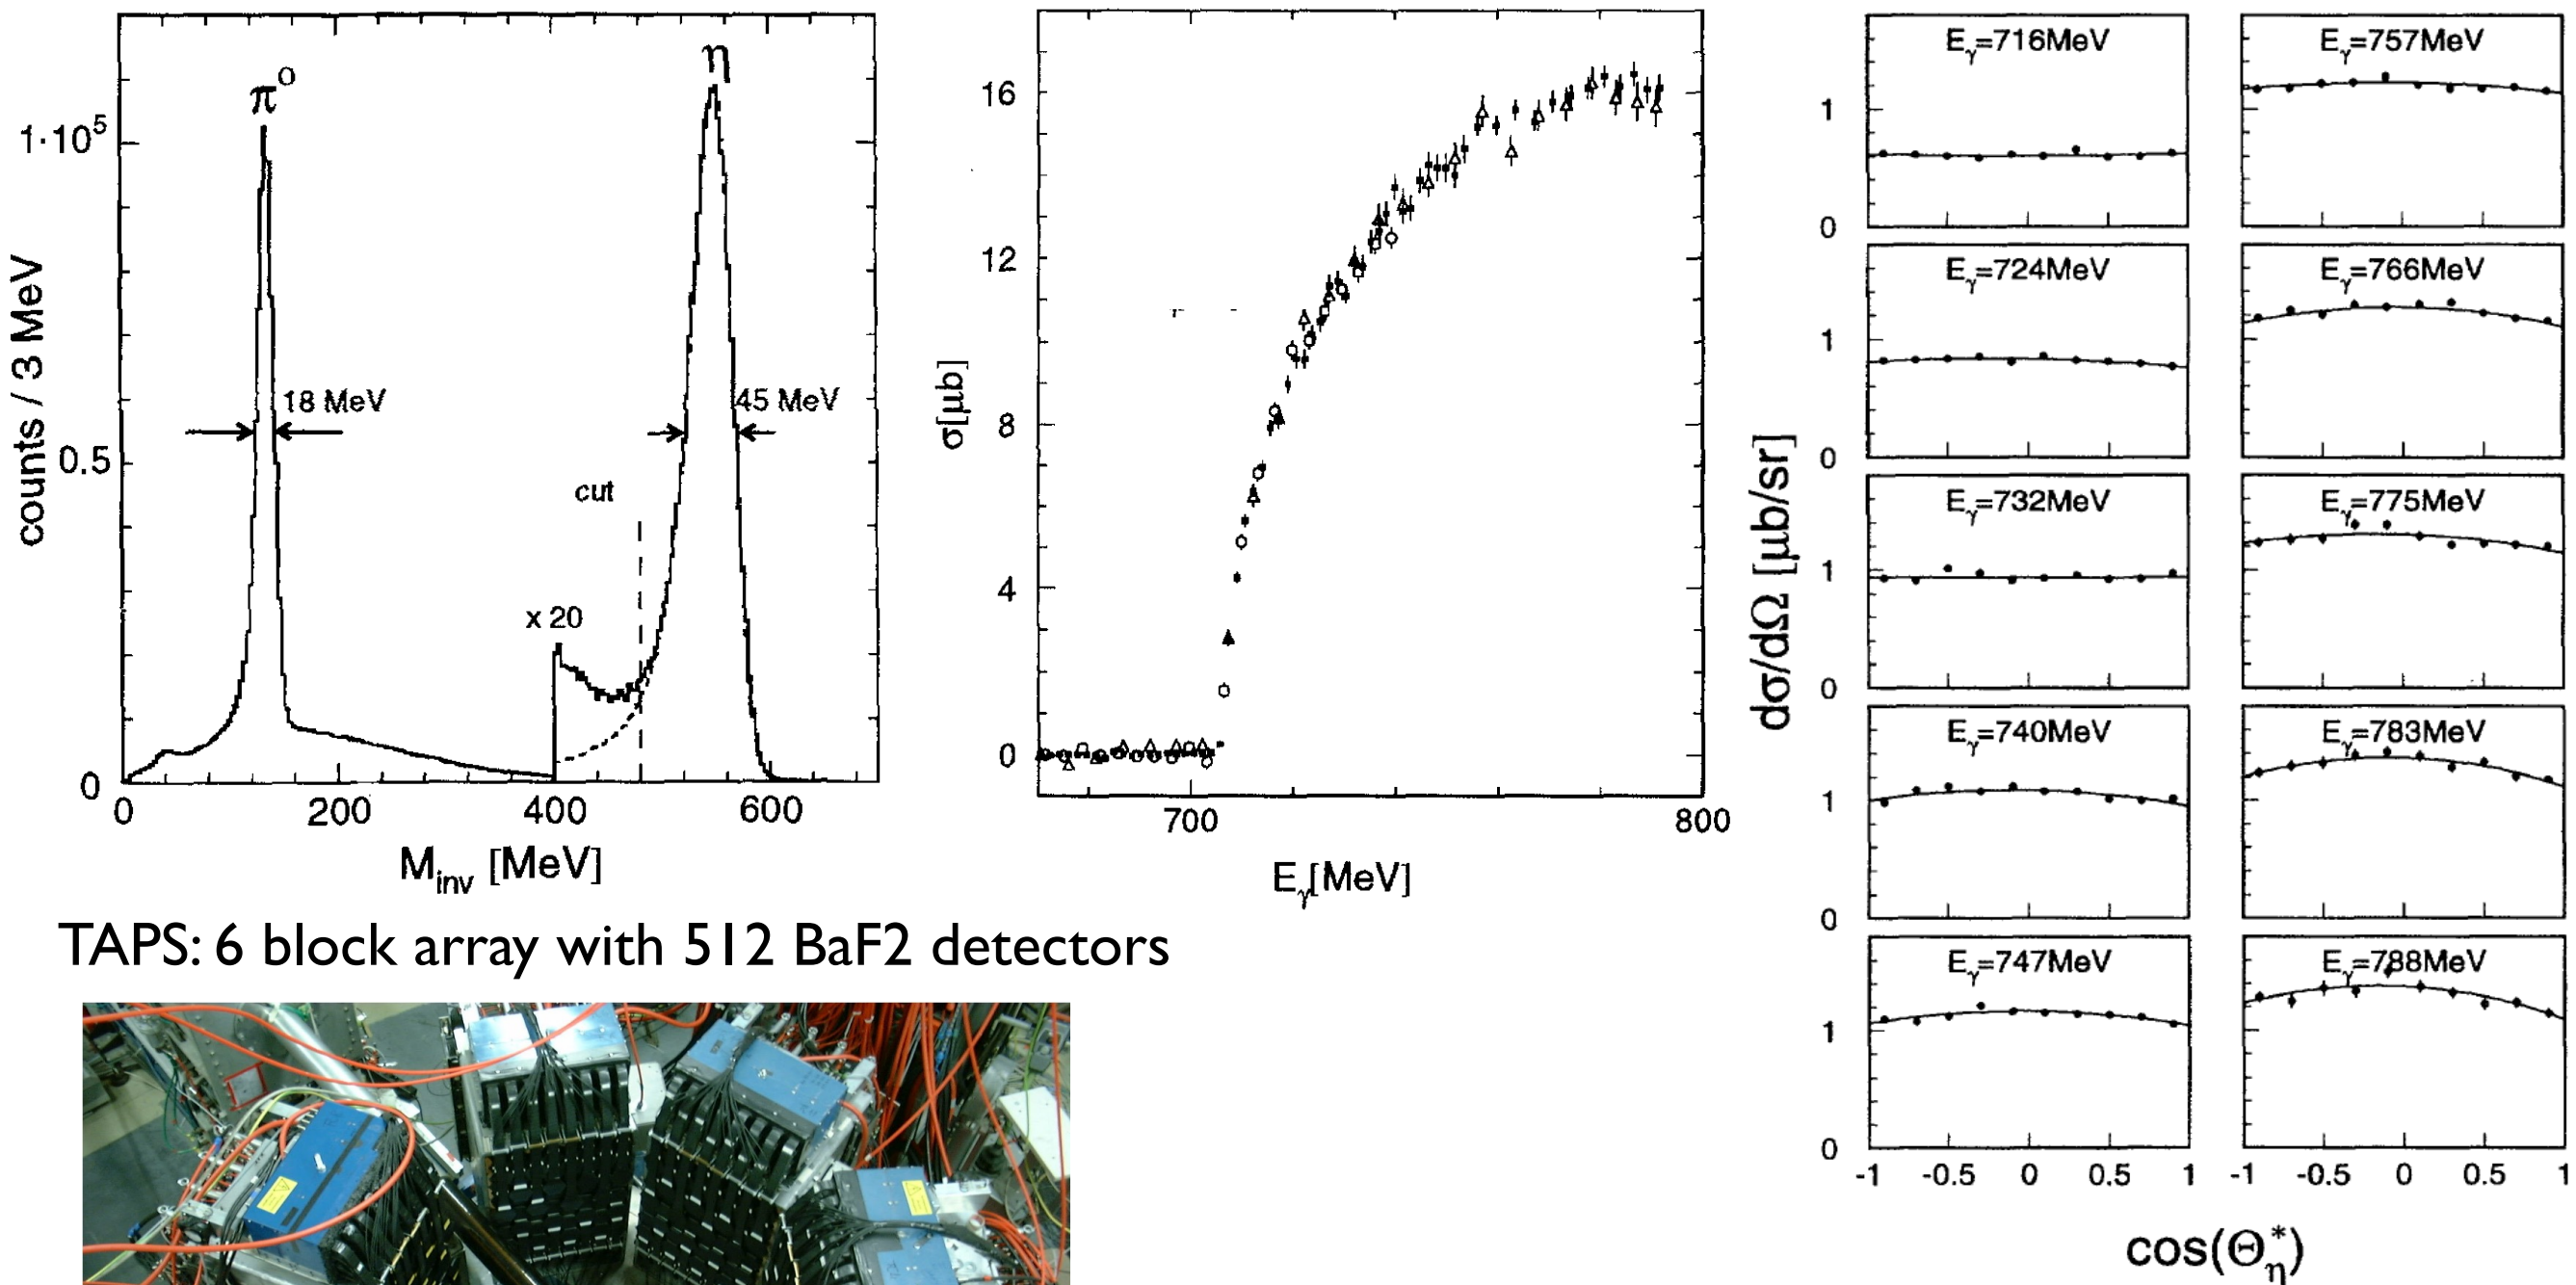 π⁰
η
1·10⁵
0.5
0
counts / 3 MeV
18 MeV
45 MeV
cut
x 20
0
200
400
600
M_inv [MeV]
16
12
8
4
0
σ[μb]
700
800
E_γ[MeV]
dσ/dΩ [μb/sr]
E_γ=716MeV
E_γ=757MeV
1
0
E_γ=724MeV
E_γ=766MeV
1
0
E_γ=732MeV
E_γ=775MeV
1
0
E_γ=740MeV
E_γ=783MeV
1
0
E_γ=747MeV
E_γ=788MeV
1
0
-1 -0.5 0 0.5 1
-1 -0.5 0 0.5 1
cos(Θ*_η)
TAPS: 6 block array with 512 BaF2 detectors